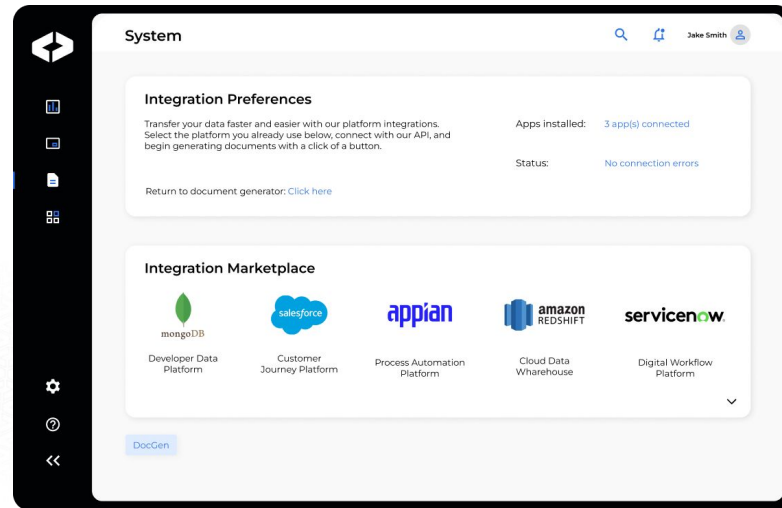 System
Jake Smith
Integration Preferences
Transfer your data faster and easier with our platform integrations.
Select the platform you already use below, connect with our API, and
begin generating documents with a click of a button.
Return to document generator: Click here
Apps installed: 3 app(s) connected
Status: No connection errors
Integration Marketplace
mongoDB
salesforce
appian
amazon
REDSHIFT
servicenow.
Developer Data
Platform
Customer
Journey Platform
Process Automation
Platform
Cloud Data
Wharehouse
Digital Workflow
Platform
DocGen